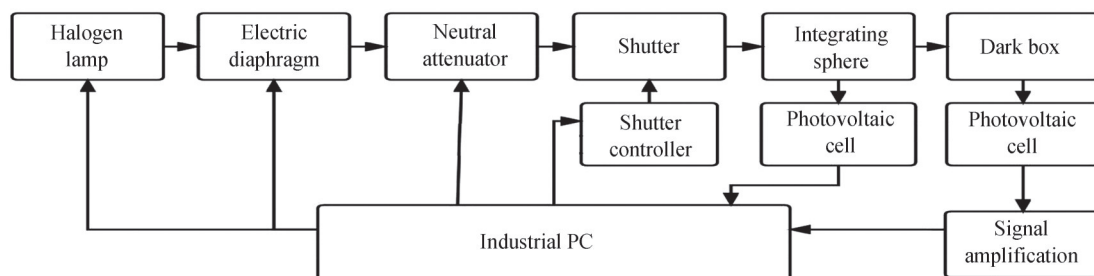 Halogen
lamp
Electric
diaphragm
Neutral
attenuator
Shutter
Integrating
sphere
Dark box
Shutter
controller
Photovoltaic
cell
Photovoltaic
cell
Industrial PC
Signal
amplification